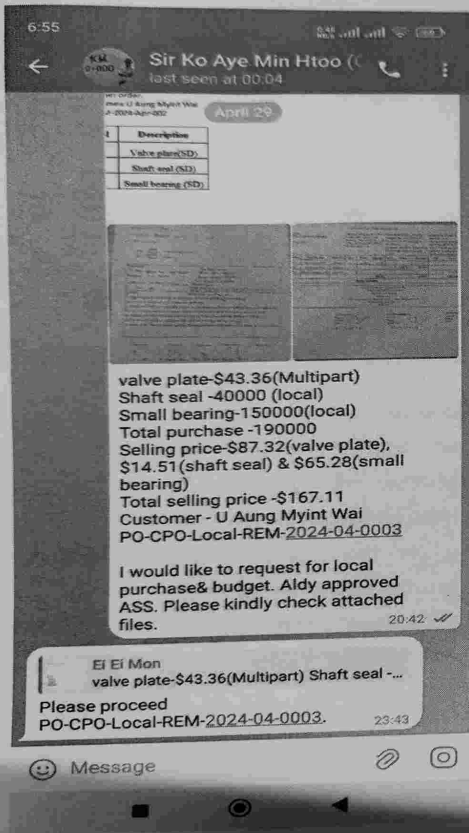 6:55
Sir Ko Aye Min Htoo (
last seen at 00:04
April 29
Description
Valve plate(SD)
Shaft seal (SD)
Small bearing (SD)
valve plate-$43.36(Multipart)
Shaft seal -40000 (local)
Small bearing-150000(local)
Total purchase -190000
Selling price-$87.32(valve plate),
$14.51(shaft seal) & $65.28(small
bearing)
Total selling price -$167.11
Customer - U Aung Myint Wai
PO-CPO-Local-REM-2024-04-0003
I would like to request for local
purchase& budget. Aldy approved
ASS. Please kindly check attached
files.
20:42
Ei Ei Mon
valve plate-$43.36(Multipart) Shaft seal -...
Please proceed
PO-CPO-Local-REM-2024-04-0003.
23:43
Message